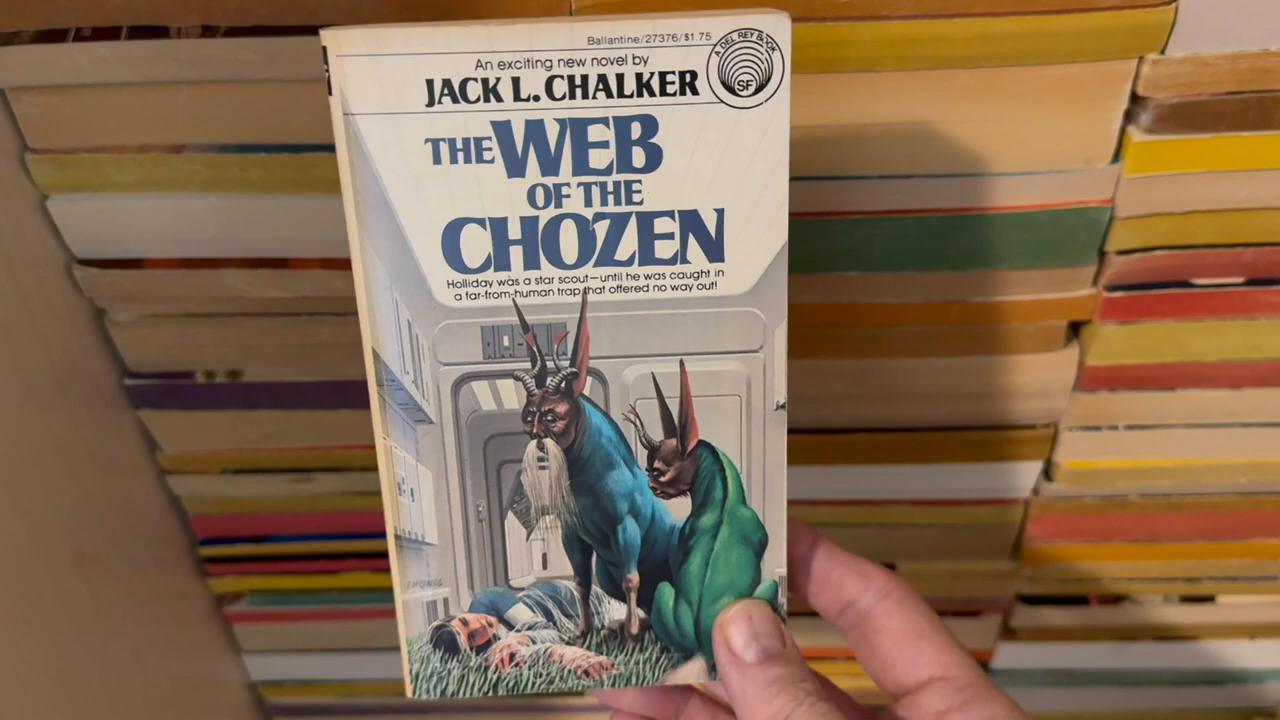 Ballantine/27376/$1.75
A DEL REY BOOK
SF
An exciting new novel by
JACK L. CHALKER
THE WEB
OF THE
CHOZEN
Holliday was a star scout—until he was caught in
a far-from-human trap that offered no way out!